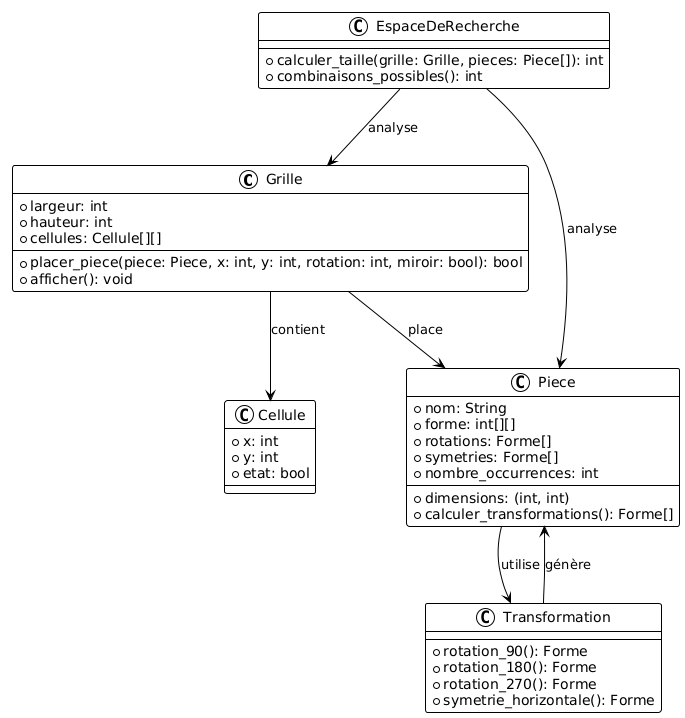 C EspaceDeRecherche
calculer_taille(grille: Grille, pieces: Piece[]): int
combinaisons_possibles(): int
analyse
C Grille
largeur: int
hauteur: int
cellules: Cellule[][]
placer_piece(piece: Piece, x: int, y: int, rotation: int, miroir: bool): bool
afficher(): void
analyse
contient
place
C Cellule
x: int
y: int
etat: bool
C Piece
nom: String
forme: int[][]
rotations: Forme[]
symetries: Forme[]
nombre_occurrences: int
dimensions: (int, int)
calculer_transformations(): Forme[]
utilise
génère
C Transformation
rotation_90(): Forme
rotation_180(): Forme
rotation_270(): Forme
symetrie_horizontale(): Forme